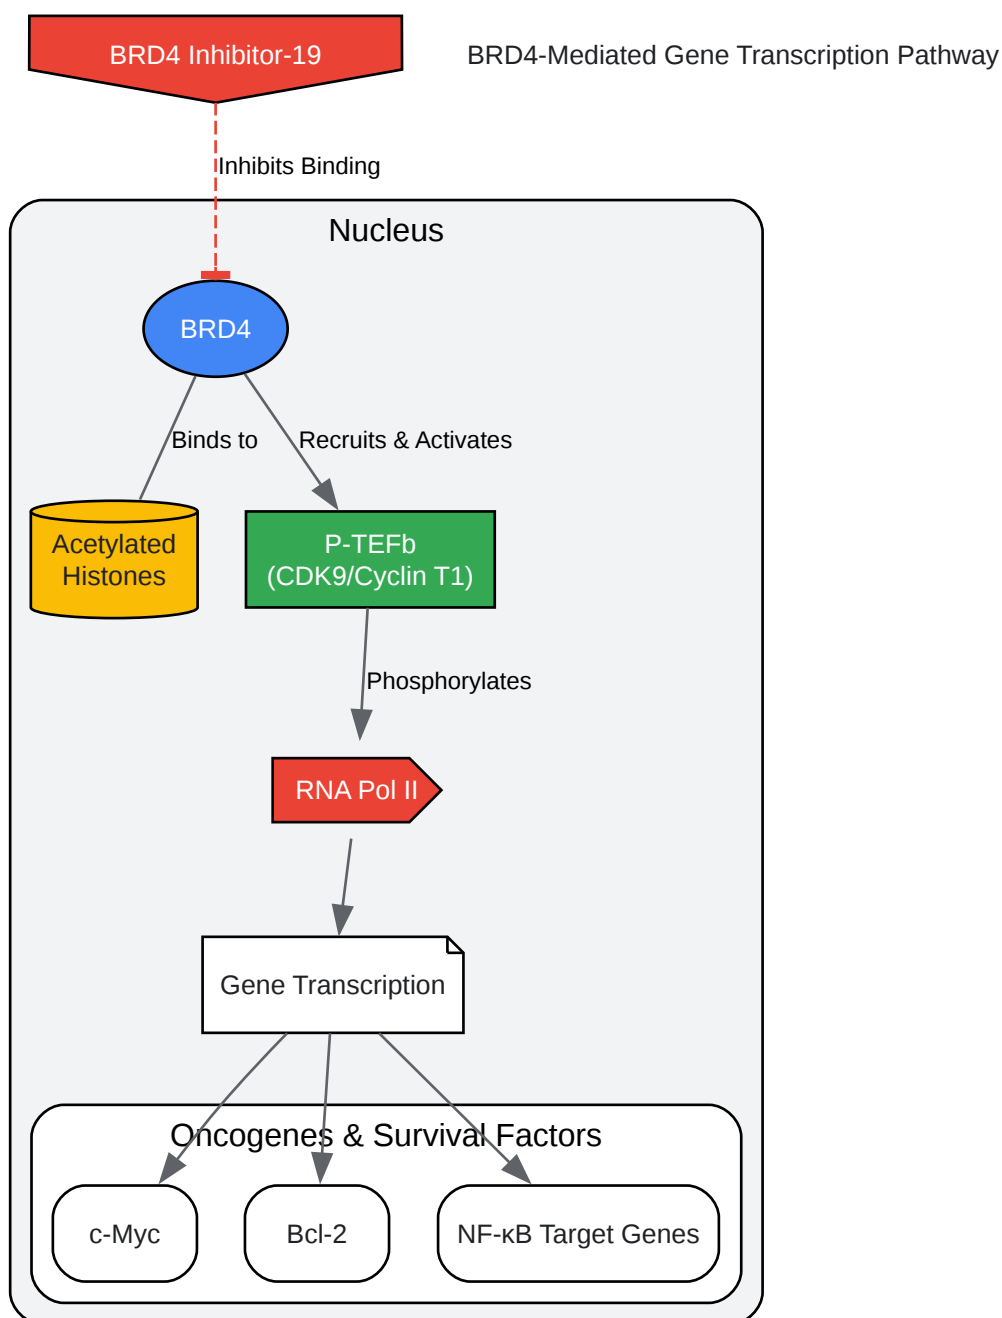 BRD4 Inhibitor-19
BRD4-Mediated Gene Transcription Pathway
Inhibits Binding
Nucleus
BRD4
Binds to
Recruits & Activates
Acetylated
Histones
P-TEFb
(CDK9/Cyclin T1)
Phosphorylates
RNA Pol II
Gene Transcription
Oncogenes & Survival Factors
c-Myc
Bcl-2
NF-κB Target Genes